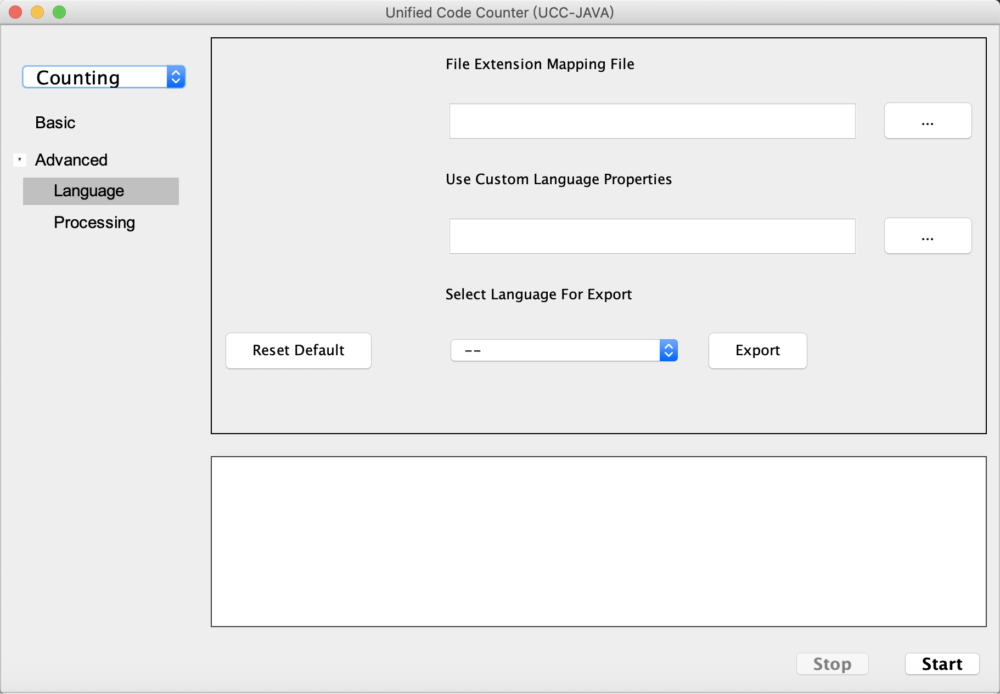 Unified Code Counter (UCC-JAVA)
Counting
Basic
Advanced
Language
Processing
File Extension Mapping File
...
Use Custom Language Properties
...
Select Language For Export
Reset Default
--
Export
Stop
Start